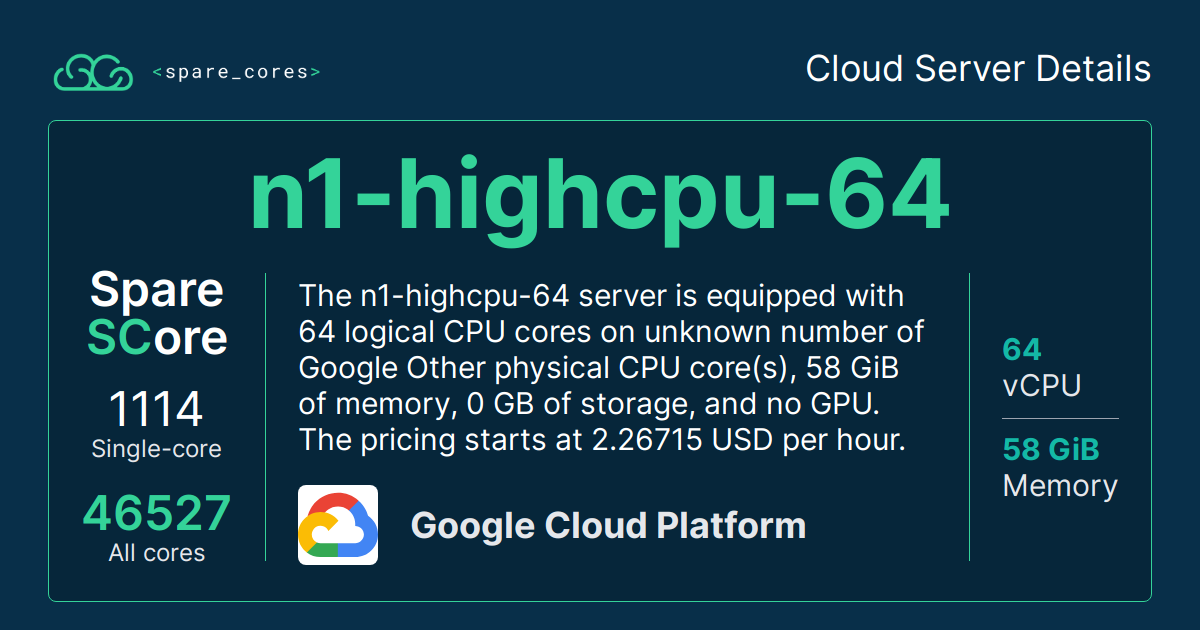 <spare_cores>
Cloud Server Details
n1-highcpu-64
Spare
SCore
1114
Single-core
46527
All cores
The n1-highcpu-64 server is equipped with
64 logical CPU cores on unknown number of
Google Other physical CPU core(s), 58 GiB
of memory, 0 GB of storage, and no GPU.
The pricing starts at 2.26715 USD per hour.
Google Cloud Platform
64
vCPU
58 GiB
Memory